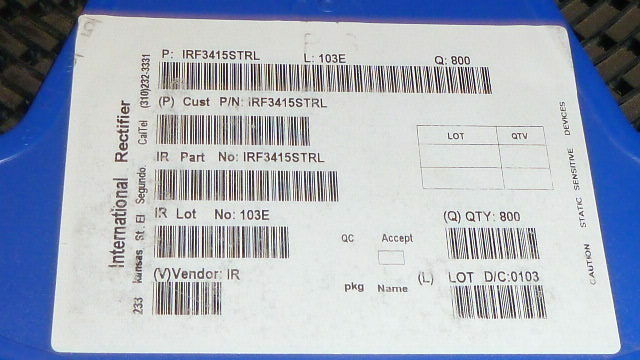 P: IRF3415STRL L: 103E Q: 800
(P) Cust P/N: IRF3415STRL
IR Part No: IRF3415STRL
IR Lot No: 103E
(V)Vendor: IR
LOT QTV
(Q) QTY: 800
QC Accept
pkg Name
(L) LOT D/C:0103
International Rectifier
233 kansas St. El Segundo CalTel (310)232-3331
CAUTION STATIC SENSITIVE DEVICES